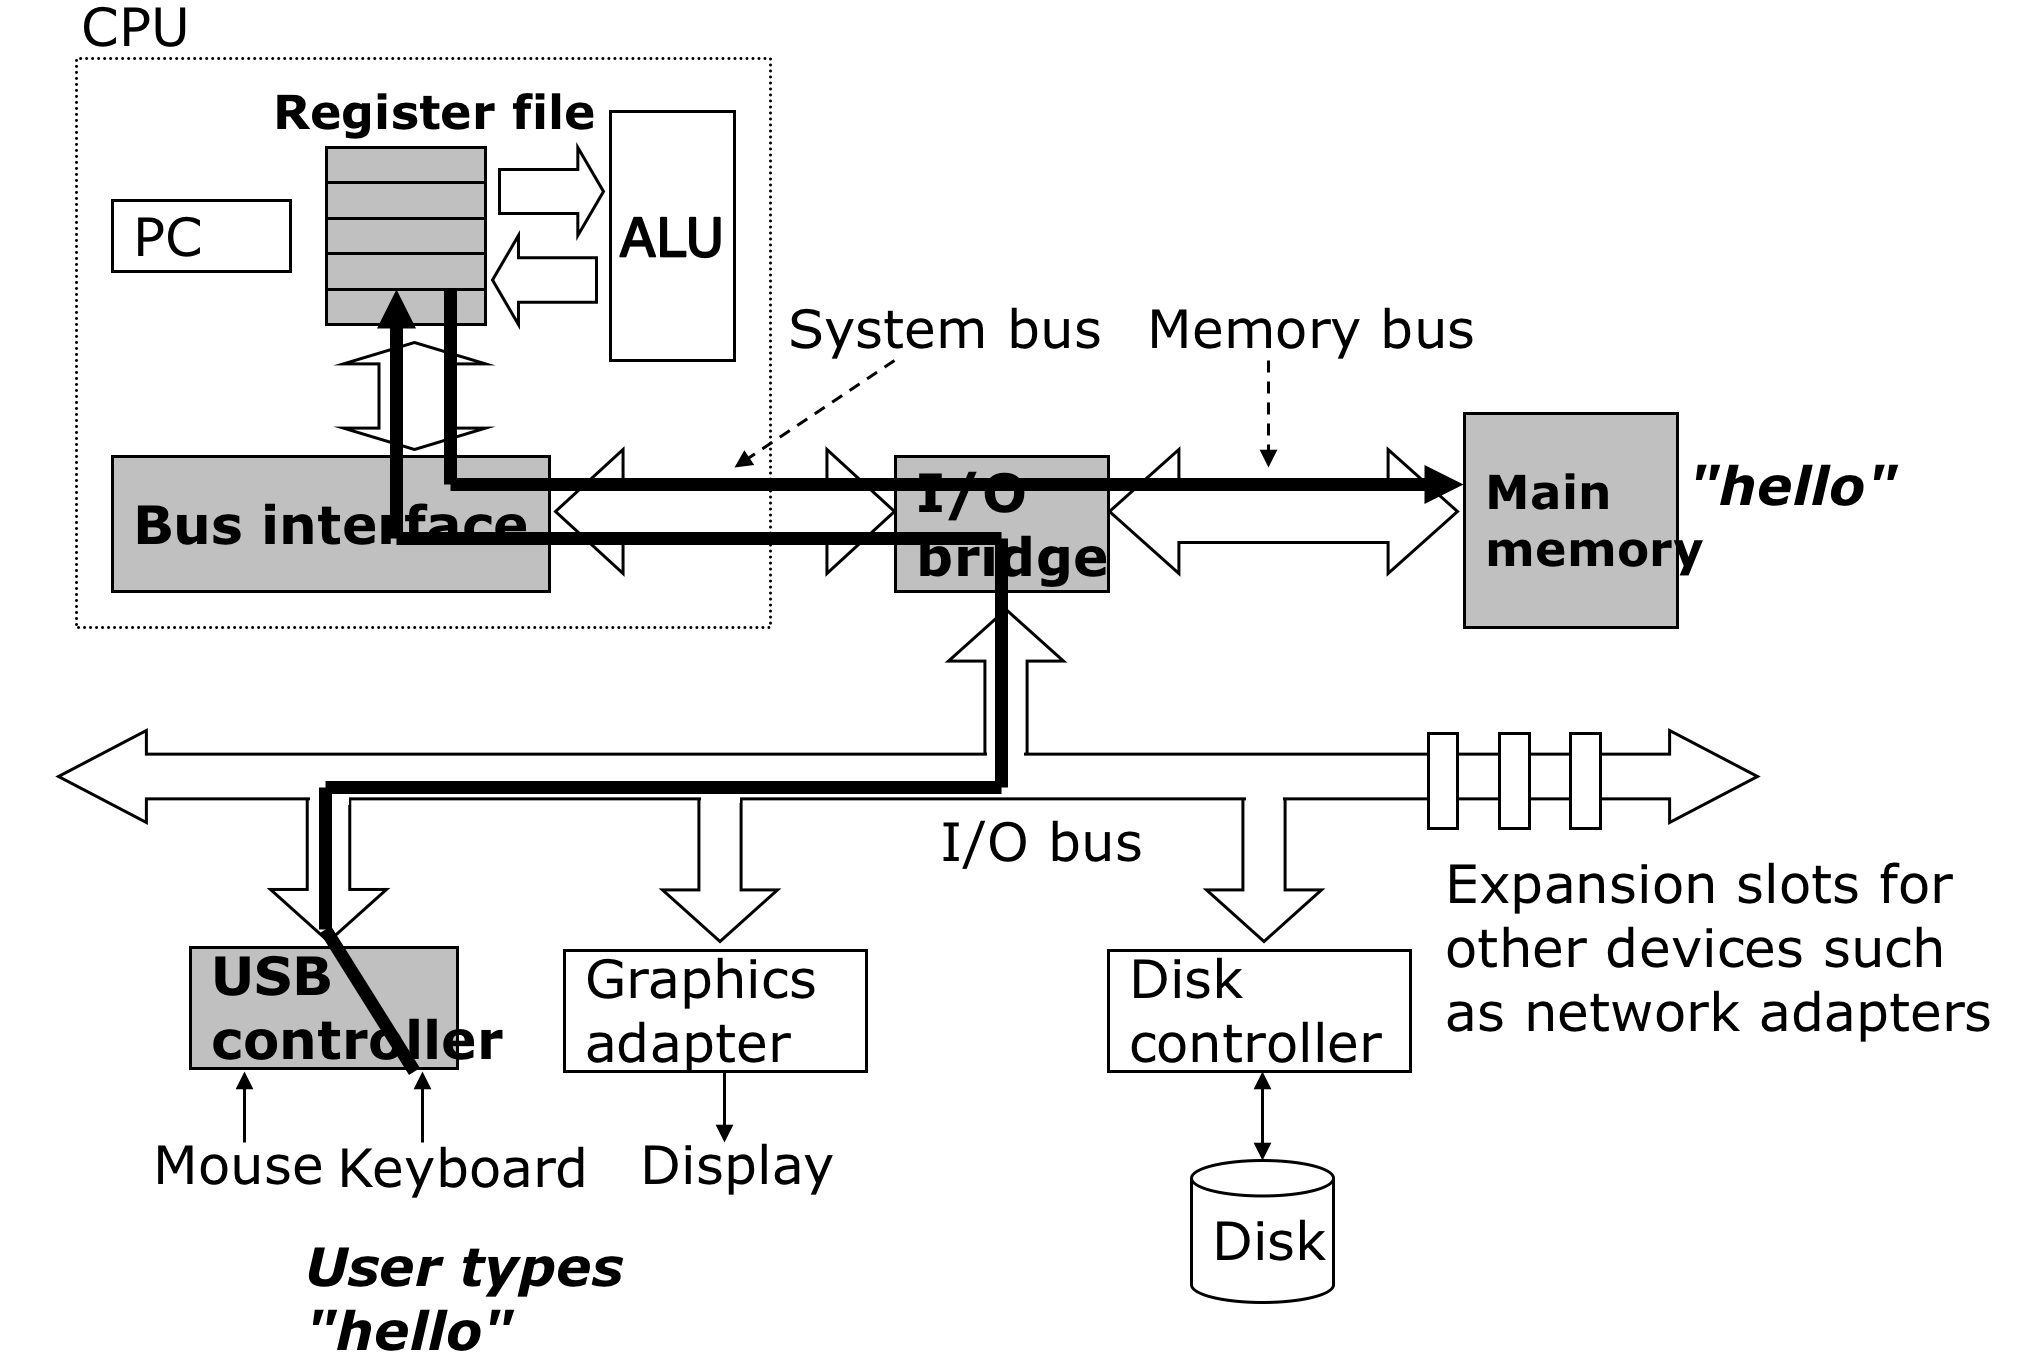 CPU
Register file
PC
ALU
System bus
Memory bus
Bus interface
I/O
bridge
Main
memory
"hello"
I/O bus
Expansion slots for
other devices such
as network adapters
USB
controller
Graphics
adapter
Disk
controller
Mouse
Keyboard
Display
Disk
User types
"hello"